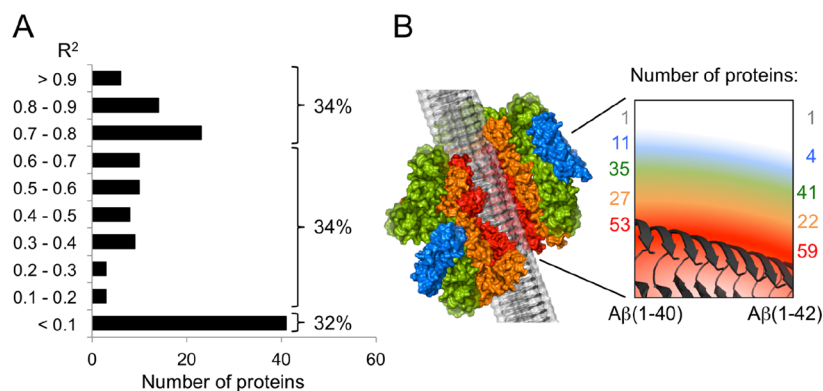 A
R²
> 0.9
0.8 - 0.9
0.7 - 0.8
0.6 - 0.7
0.5 - 0.6
0.4 - 0.5
0.3 - 0.4
0.2 - 0.3
0.1 - 0.2
< 0.1
34%
34%
32%
0 20 40 60
Number of proteins
B
Number of proteins:
1
11
35
27
53
1
4
41
22
59
Aβ(1-40) Aβ(1-42)